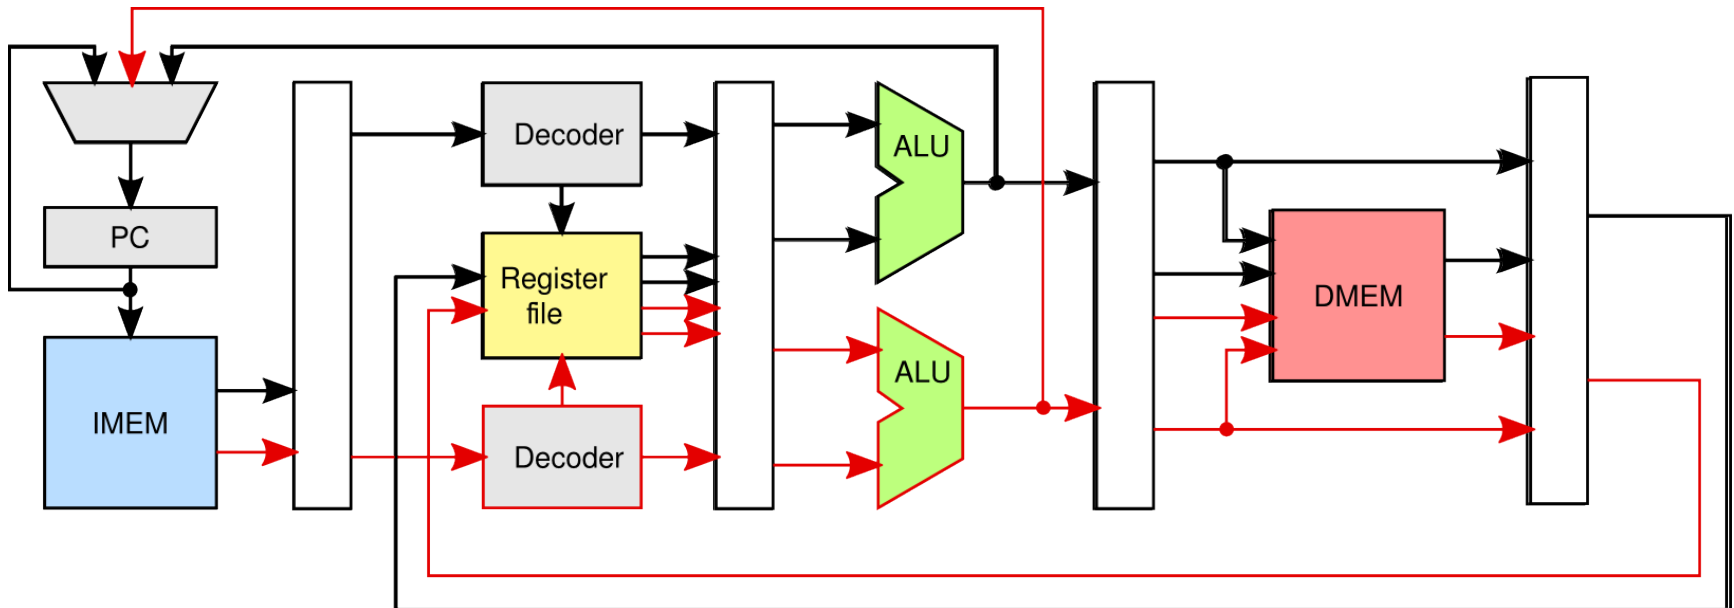 Decoder
ALU
PC
Register
file
DMEM
ALU
IMEM
Decoder